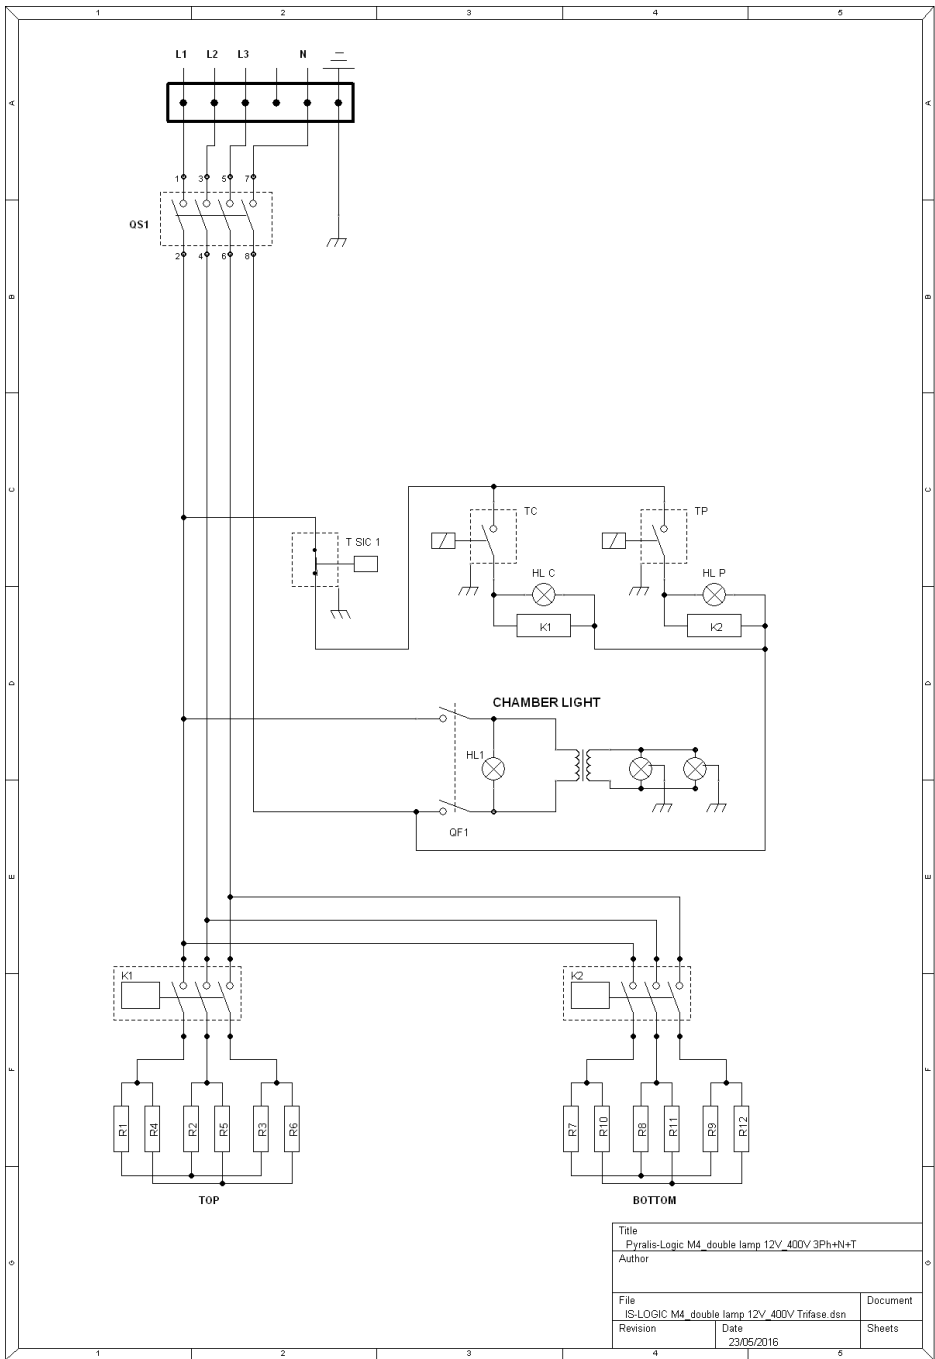 1 2 3 4 5
L1 L2 L3 N
A A
1 3 5 7
QS1
2 4 6 8
B B
C C
TC TP
T SIC 1
HL C HL P
K1 K2
D D
CHAMBER LIGHT
HL1
QF1
E E
K1 K2
F F
R1 R4 R2 R5 R3 R6 R7 R10 R8 R11 R9 R12
TOP BOTTOM
Title
Pyralis-Logic M4_double lamp 12V_400V 3Ph+N+T
Author
G G
File Document
IS-LOGIC M4_double lamp 12V_400V Trifase.dsn
Revision Date Sheets
23/05/2016
1 2 3 4 5